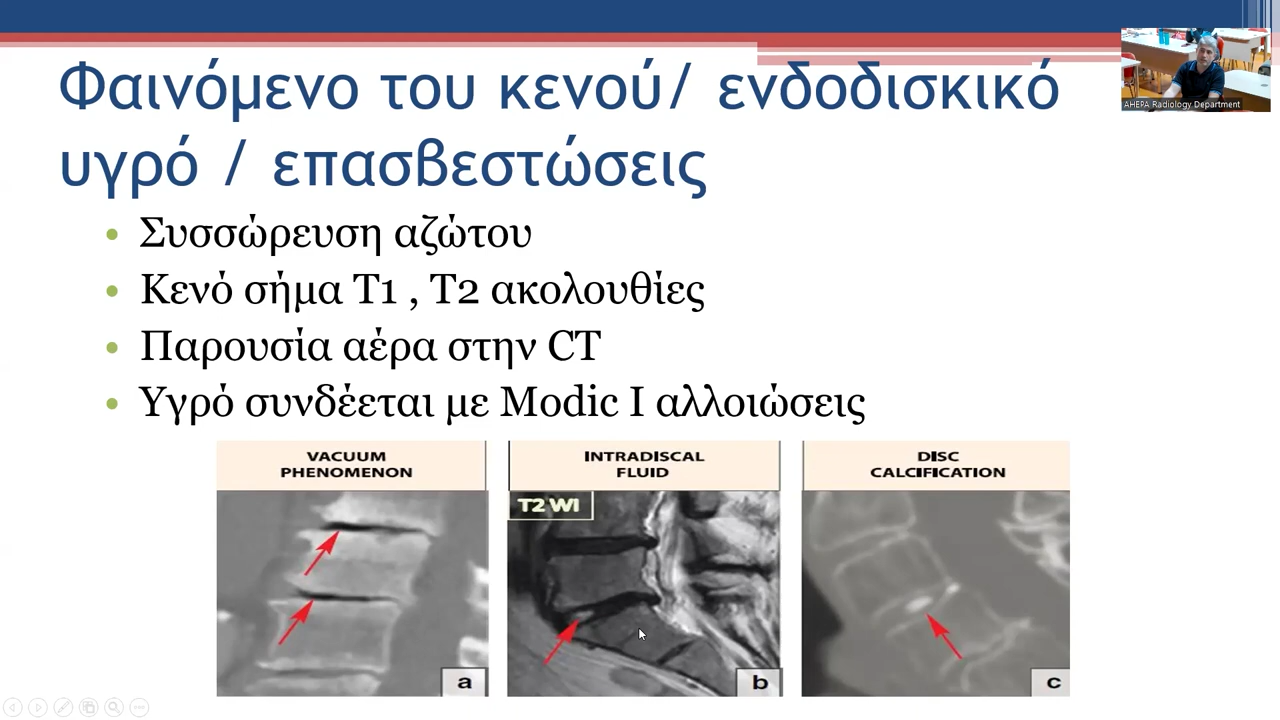 Φαινόμενο του κενού/ ενδοδισκικό
υγρό / επασβεστώσεις
AHEPA Radiology Department
• Συσσώρευση αζώτου
• Κενό σήμα Τ1 , Τ2 ακολουθίες
• Παρουσία αέρα στην CT
• Υγρό συνδέεται με Modic I αλλοιώσεις
VACUUM
PHENOMENON
INTRADISCAL
FLUID
DISC
CALCIFICATION
T2 WI
a
b
c